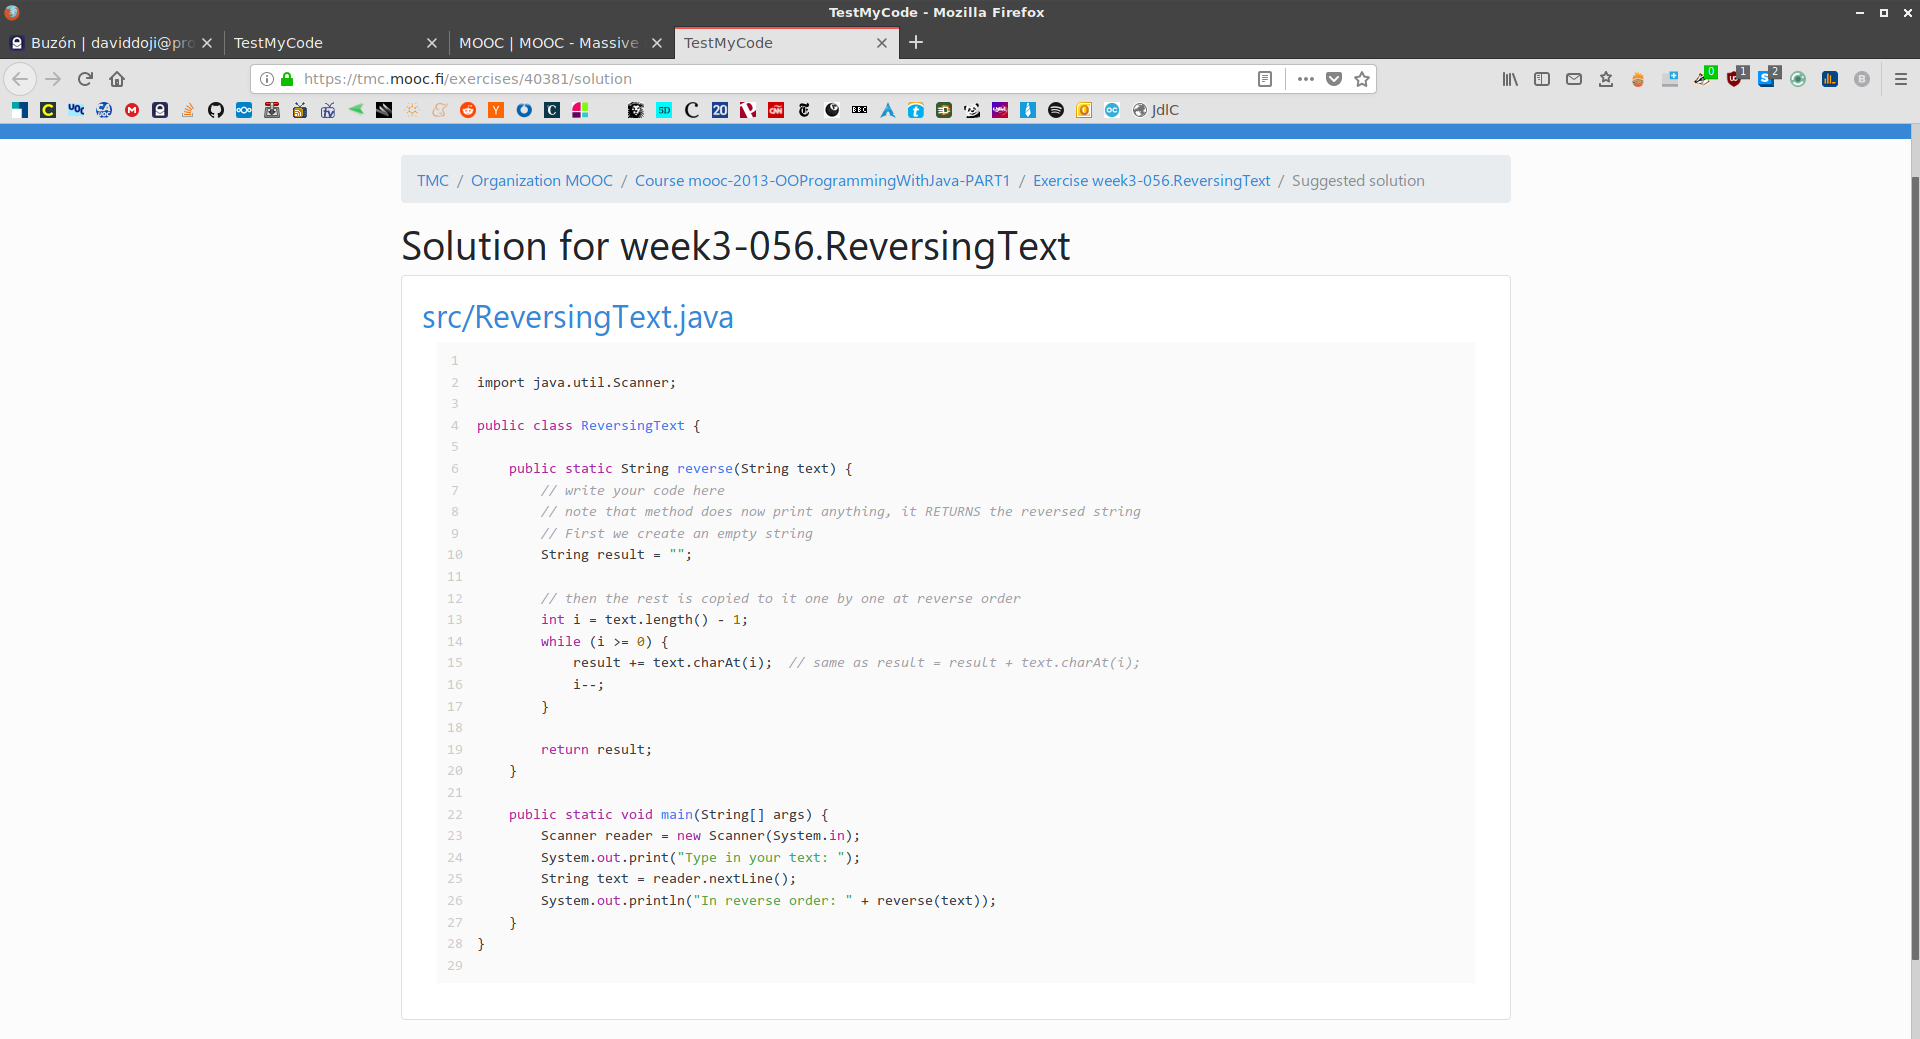 TestMyCode - Mozilla Firefox
Buzón | daviddoji@pro
TestMyCode
MOOC | MOOC - Massive
TestMyCode
https://tmc.mooc.fi/exercises/40381/solution
0 1 2
JdlC
TMC / Organization MOOC / Course mooc-2013-OOProgrammingWithJava-PART1 / Exercise week3-056.ReversingText / Suggested solution
Solution for week3-056.ReversingText
src/ReversingText.java
1
2 import java.util.Scanner;
3
4 public class ReversingText {
5
6     public static String reverse(String text) {
7         // write your code here
8         // note that method does now print anything, it RETURNS the reversed string
9         // First we create an empty string
10         String result = "";
11
12         // then the rest is copied to it one by one at reverse order
13         int i = text.length() - 1;
14         while (i >= 0) {
15             result += text.charAt(i);  // same as result = result + text.charAt(i);
16             i--;
17         }
18
19         return result;
20     }
21
22     public static void main(String[] args) {
23         Scanner reader = new Scanner(System.in);
24         System.out.print("Type in your text: ");
25         String text = reader.nextLine();
26         System.out.println("In reverse order: " + reverse(text));
27     }
28 }
29